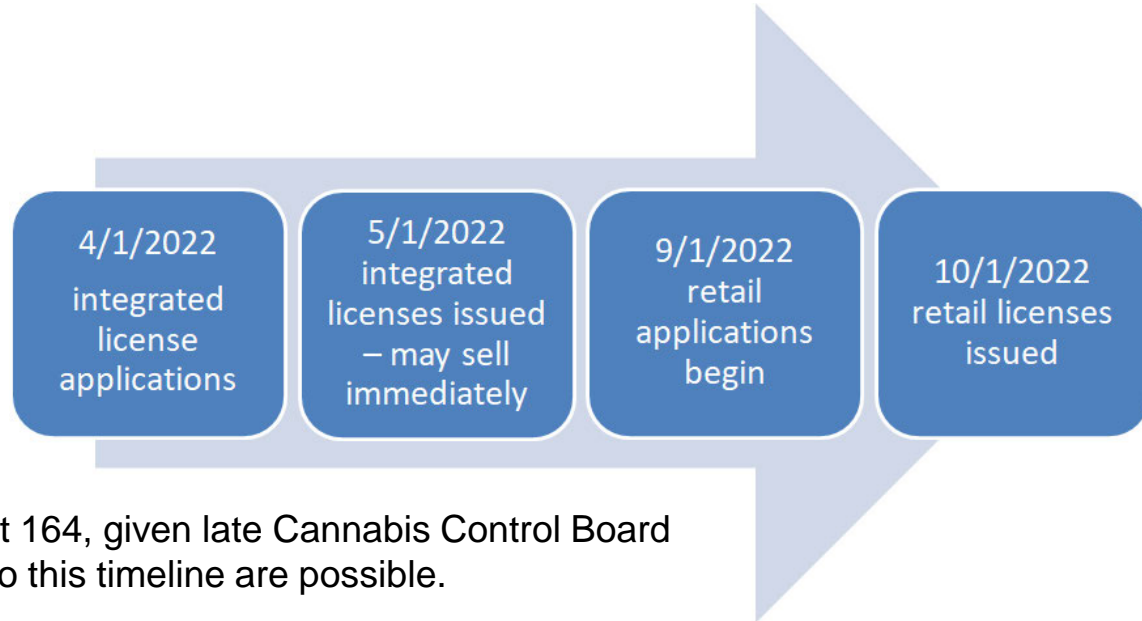 4/1/2022
integrated
license
applications
5/1/2022
integrated
licenses issued
– may sell
immediately
9/1/2022
retail
applications
begin
10/1/2022
retail licenses
issued
t 164, given late Cannabis Control Board
o this timeline are possible.